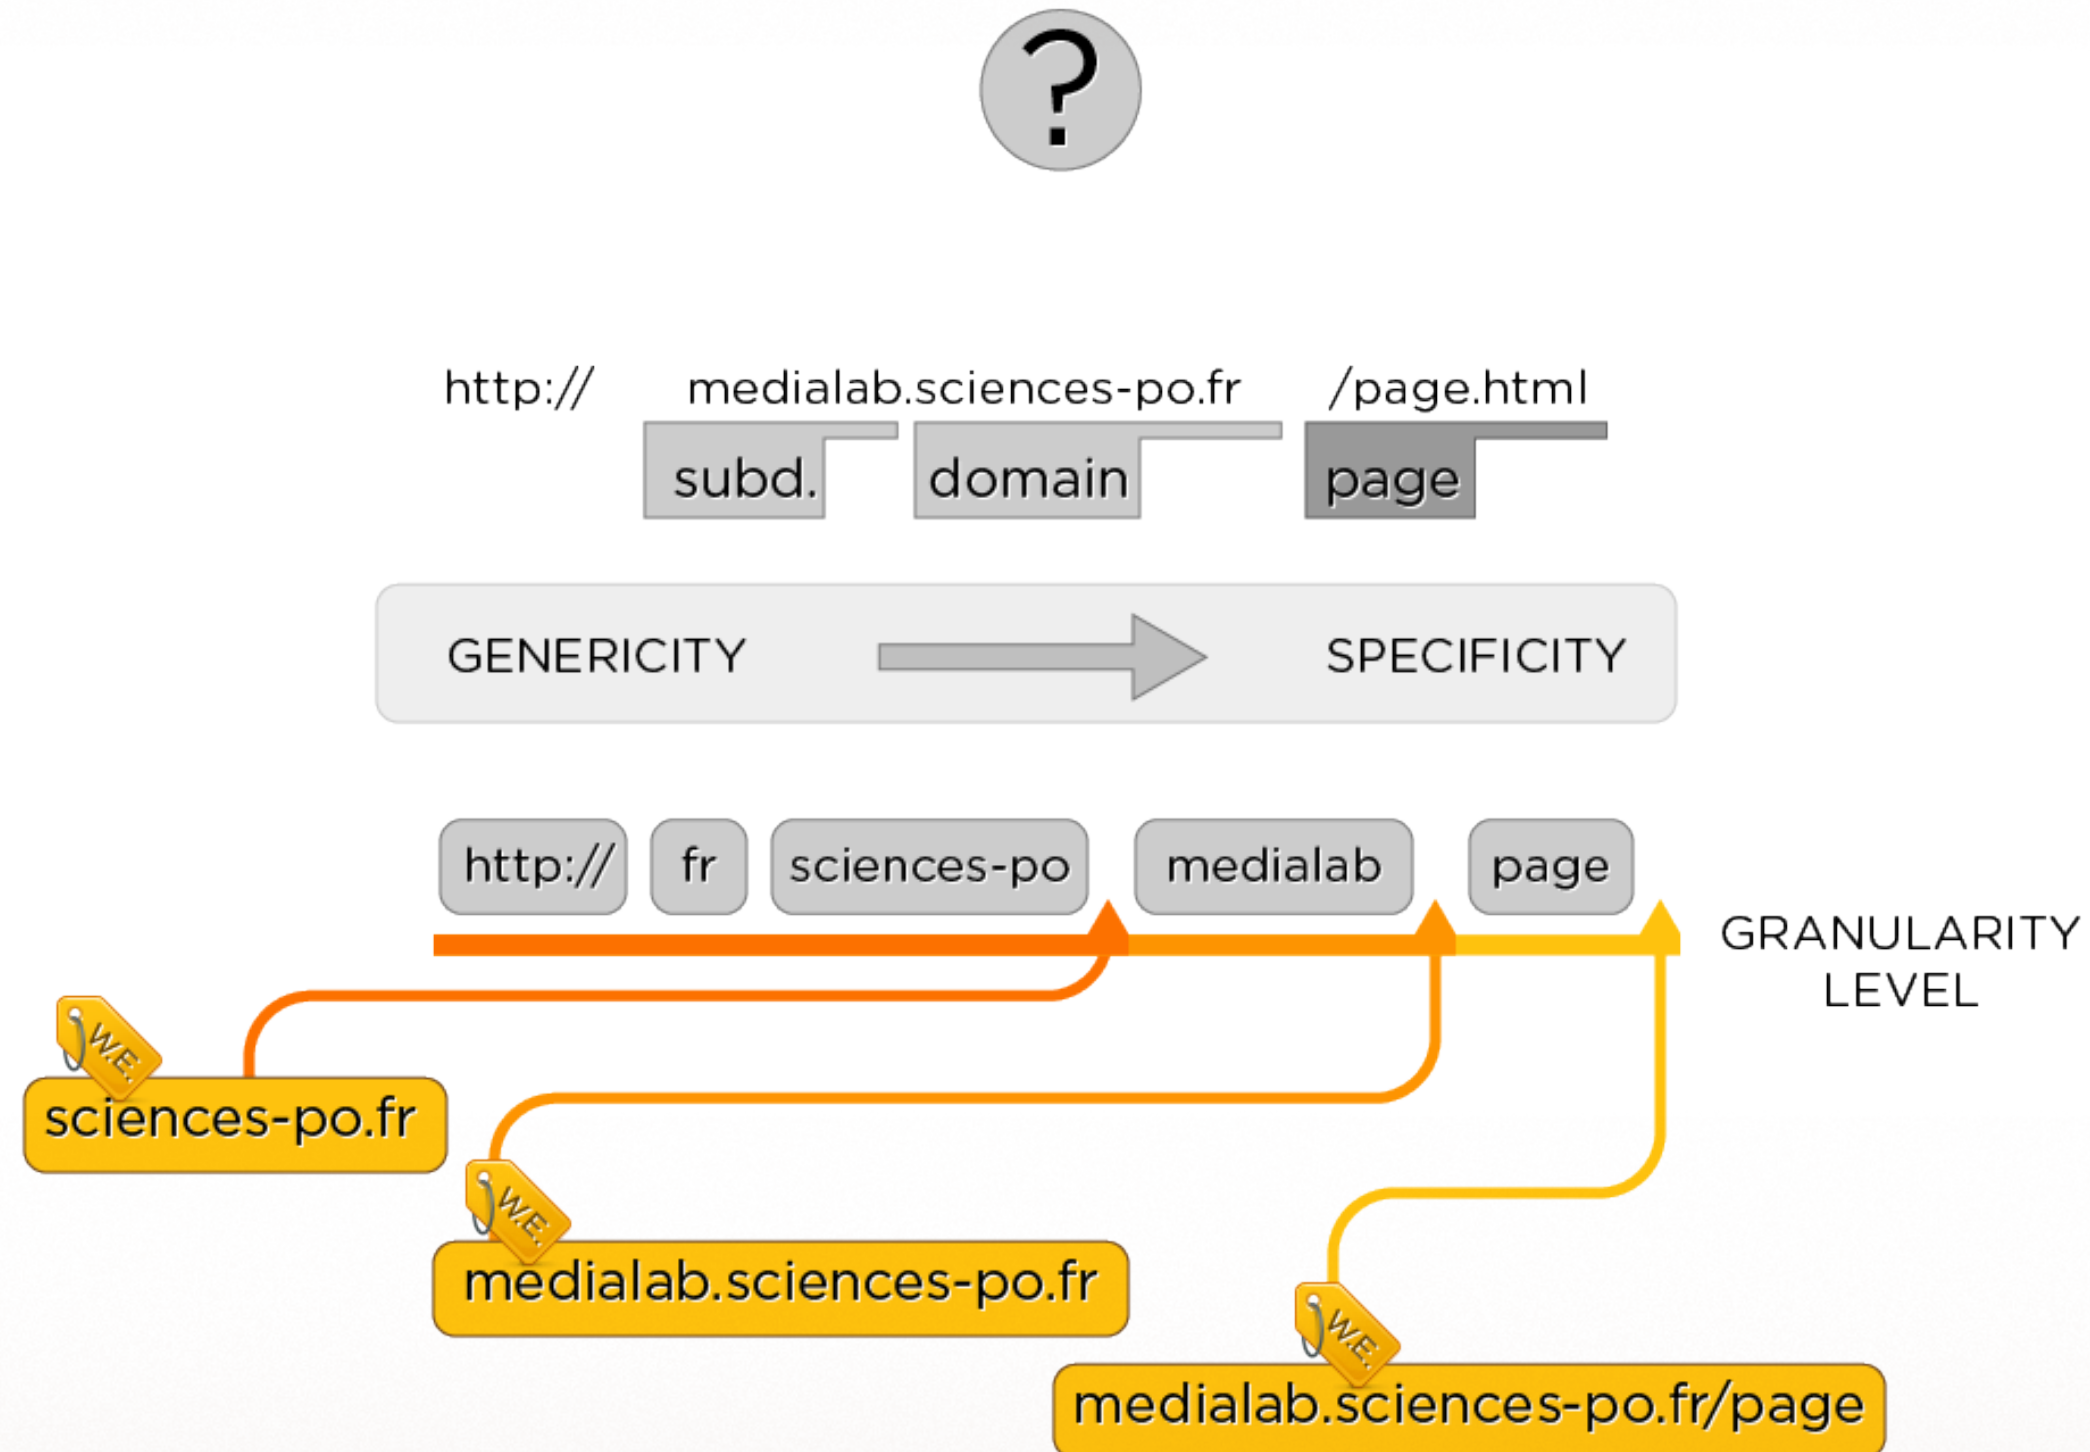 ?
http:// medialab.sciences-po.fr /page.html
subd. domain page
GENERICITY SPECIFICITY
http:// fr sciences-po medialab page
GRANULARITY
LEVEL
W.E.
sciences-po.fr
W.E.
medialab.sciences-po.fr
W.E.
medialab.sciences-po.fr/page